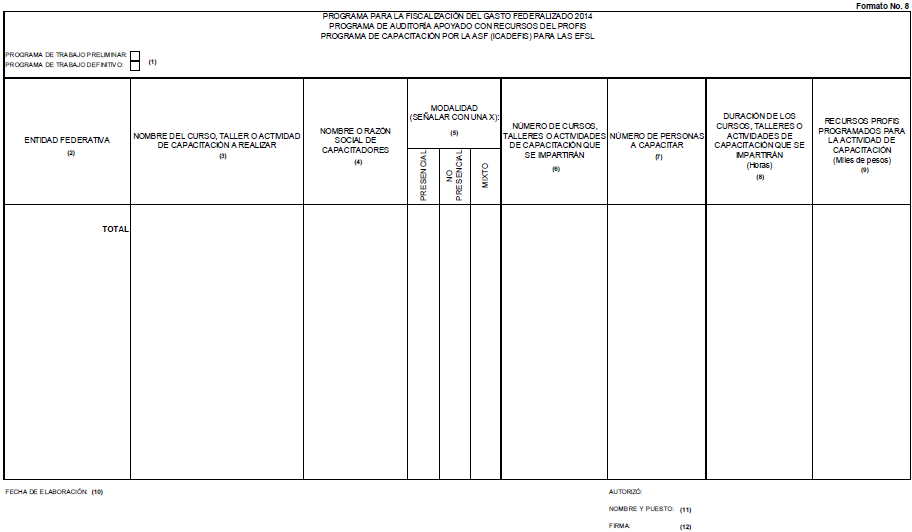 Formato No. 8
PROGRAMA PARA LA FISCALIZACIÓN DEL GASTO FEDERALIZADO 2014
PROGRAMA DE AUDITORÍA APOYADO CON RECURSOS DEL PROFIS
PROGRAMA DE CAPACITACIÓN POR LA ASF (ICADEFIS) PARA LAS EFSL
PROGRAMA DE TRABAJO PRELIMINAR:
PROGRAMA DE TRABAJO DEFINITIVO: (1)
ENTIDAD FEDERATIVA
(2)
NOMBRE DEL CURSO, TALLER O ACTIVIDAD
DE CAPACITACIÓN A REALIZAR
(3)
NOMBRE O RAZÓN
SOCIAL DE
CAPACITADORES
(4)
MODALIDAD
(SEÑALAR CON UNA X):
(5)
PRESENCIAL
NO
PRESENCIAL
MIXTO
NÚMERO DE CURSOS,
TALLERES O ACTIVIDADES
DE CAPACITACIÓN QUE
SE IMPARTIRÁN
(6)
NÚMERO DE PERSONAS
A CAPACITAR
(7)
DURACIÓN DE LOS
CURSOS, TALLERES O
ACTIVIDADES DE
CAPACITACIÓN QUE SE
IMPARTIRÁN
(Horas)
(8)
RECURSOS PROFIS
PROGRAMADOS PARA
LA ACTIVIDAD DE
CAPACITACIÓN
(Miles de pesos)
(9)
TOTAL
FECHA DE ELABORACIÓN: (10)
AUTORIZÓ:
NOMBRE Y PUESTO: (11)
FIRMA: (12)